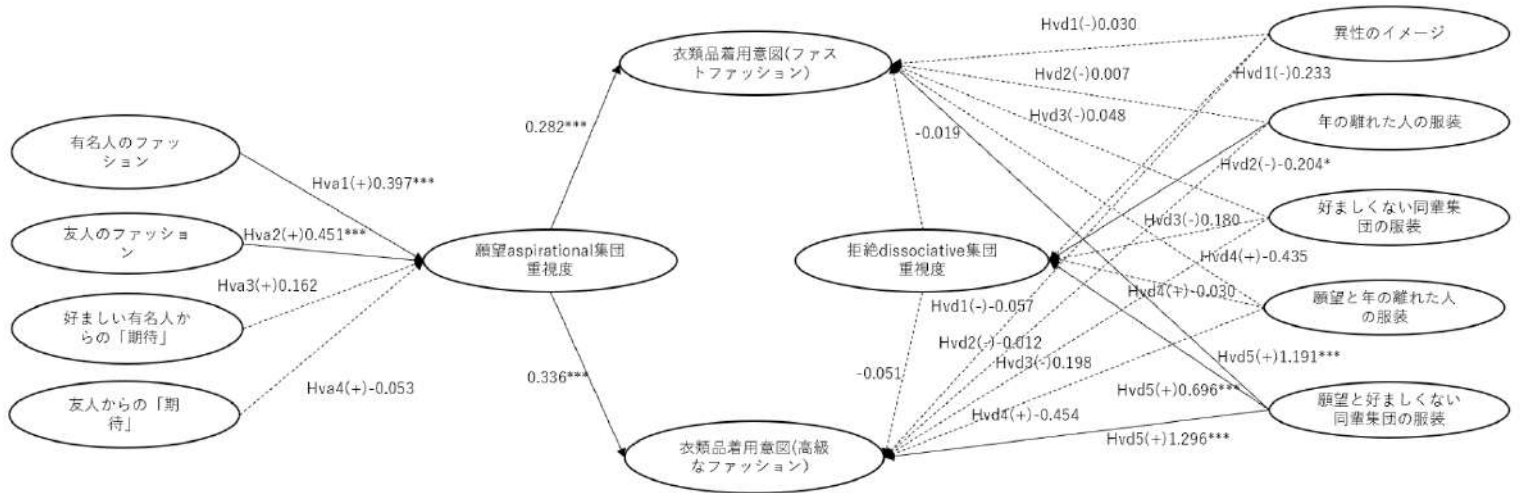 有名人のファッ
ション
友人のファッショ
ン
好ましい有名人か
らの「期待」
友人からの「期
待」
Hva1(+)0.397***
Hva2(+)0.451***
Hva3(+)0.162
Hva4(+)-0.053
願望aspirational集団
重視度
0.282***
0.336***
衣類品着用意図(ファス
トファッション)
衣類品着用意図(高級
なファッション)
-0.019
-0.051
拒絶dissociative集団
重視度
Hvd1(-)0.030
Hvd2(-)0.007
Hvd3(-)0.048
Hvd1(-)0.233
Hvd2(-)-0.204*
Hvd3(-)0.180
Hvd4(+)-0.435
Hvd4(+)-0.030
Hvd1(-)-0.057
Hvd2(-)-0.012
Hvd3(-)0.198
Hvd4(+)-0.454
Hvd5(+)1.191***
Hvd5(+)0.696***
Hvd5(+)1.296***
異性のイメージ
年の離れた人の服装
好ましくない同輩集
団の服装
願望と年の離れた人
の服装
願望と好ましくない
同輩集団の服装